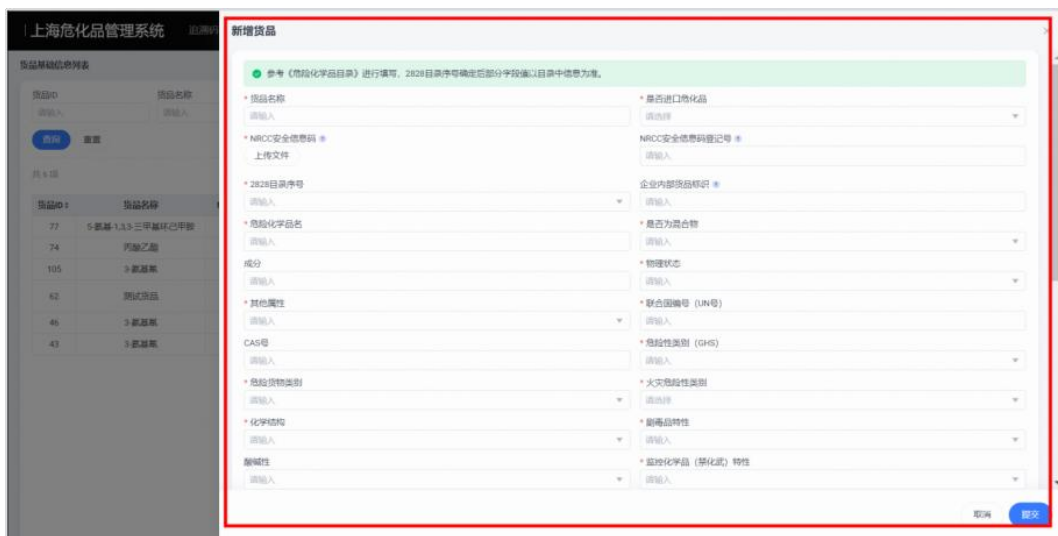 上海危化品管理系统 追溯码
新增货品
货品基础信息列表
参考《危险化学品目录》进行填写，2828目录序号确定后部分字段值以目录中信息为准。
货品ID 货品名称
请输入 请输入
查询 重置
共 6 项
货品ID 货品名称
77 5-氨基-1,3,3-三甲基环己甲胺
74 丙酸乙酯
105 3-氨基
62 测试货品
46 3-氨基
43 3-氨基
* 货品名称 * 是否进口危化品
请输入 请选择
* NRCC安全信息码 NRCC安全信息码登记号
上传文件 请输入
* 2828目录序号 企业内部货品标识
请输入 请输入
* 危险化学品名 * 是否为混合物
请输入 请输入
成分 * 物理状态
请输入 请输入
* 其他属性 * 联合国编号（UN号）
请输入 请输入
CAS号 * 危险性类别（GHS）
请输入 请输入
* 危险货物类别 * 火灾危险性类别
请输入 请选择
* 化学结构 * 剧毒品特性
请输入 请输入
酸碱性 * 监控化学品（禁化武）特性
请输入 请输入
取消 提交